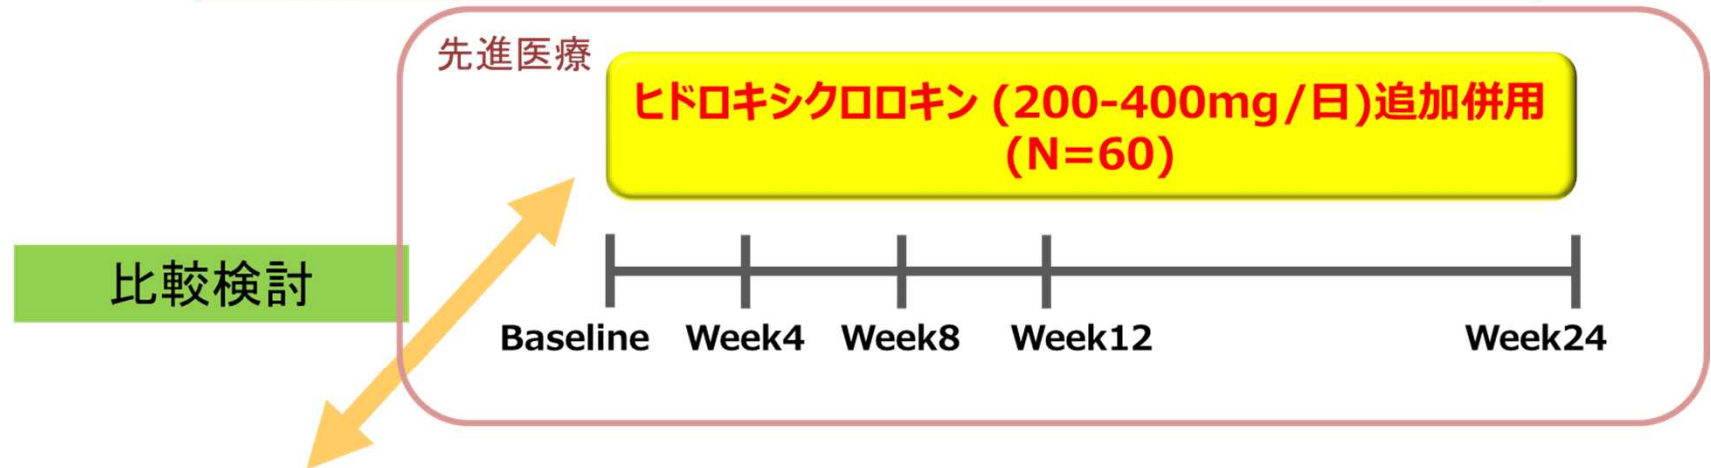 先進医療
ヒドロキシクロロキン (200-400mg/日)追加併用
(N=60)
比較検討
Baseline Week4 Week8 Week12 Week24